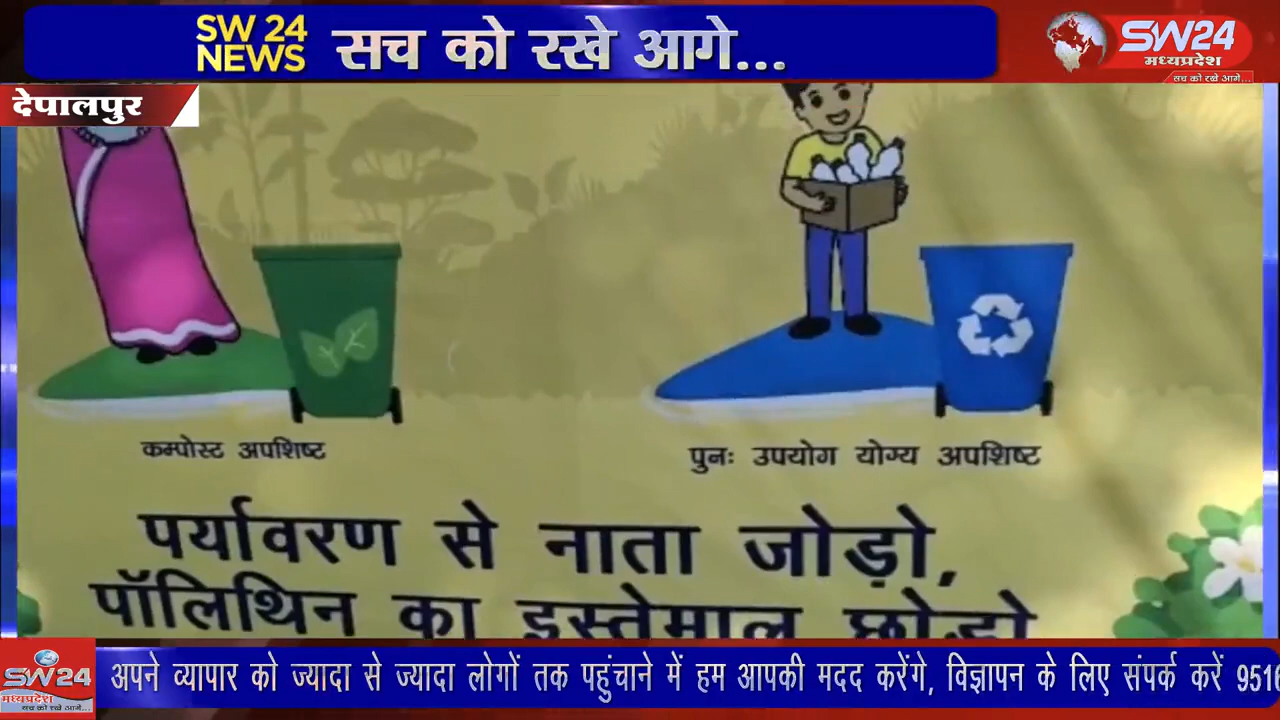 SW 24
NEWS
सच को रखे आगे...
SW24
मध्यप्रदेश
सच को रखे आगे...
देपालपुर
कम्पोस्ट अपशिष्ट
पुनः उपयोग योग्य अपशिष्ट
पर्यावरण से नाता जोड़ो,
पॉलिथिन का इस्तेमाल छोड़ो
SW24
मध्यप्रदेश
सच को रखे आगे...
अपने व्यापार को ज्यादा से ज्यादा लोगों तक पहुंचाने में हम आपकी मदद करेंगे, विज्ञापन के लिए संपर्क करें 9516